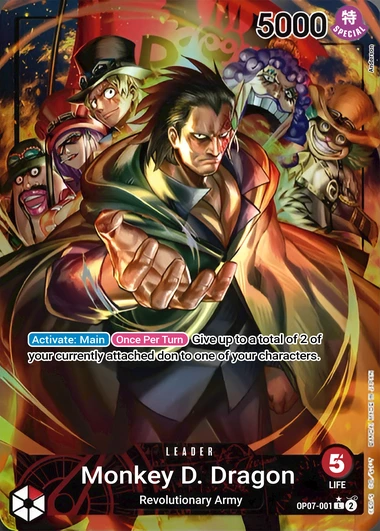 5000
特
SPECIAL
Anderson
Activate: Main Once Per Turn Give up to a total of 2 of
your currently attached don to one of your characters.
LEADER
Monkey D. Dragon
Revolutionary Army
5
LIFE
OP07-001 L 2